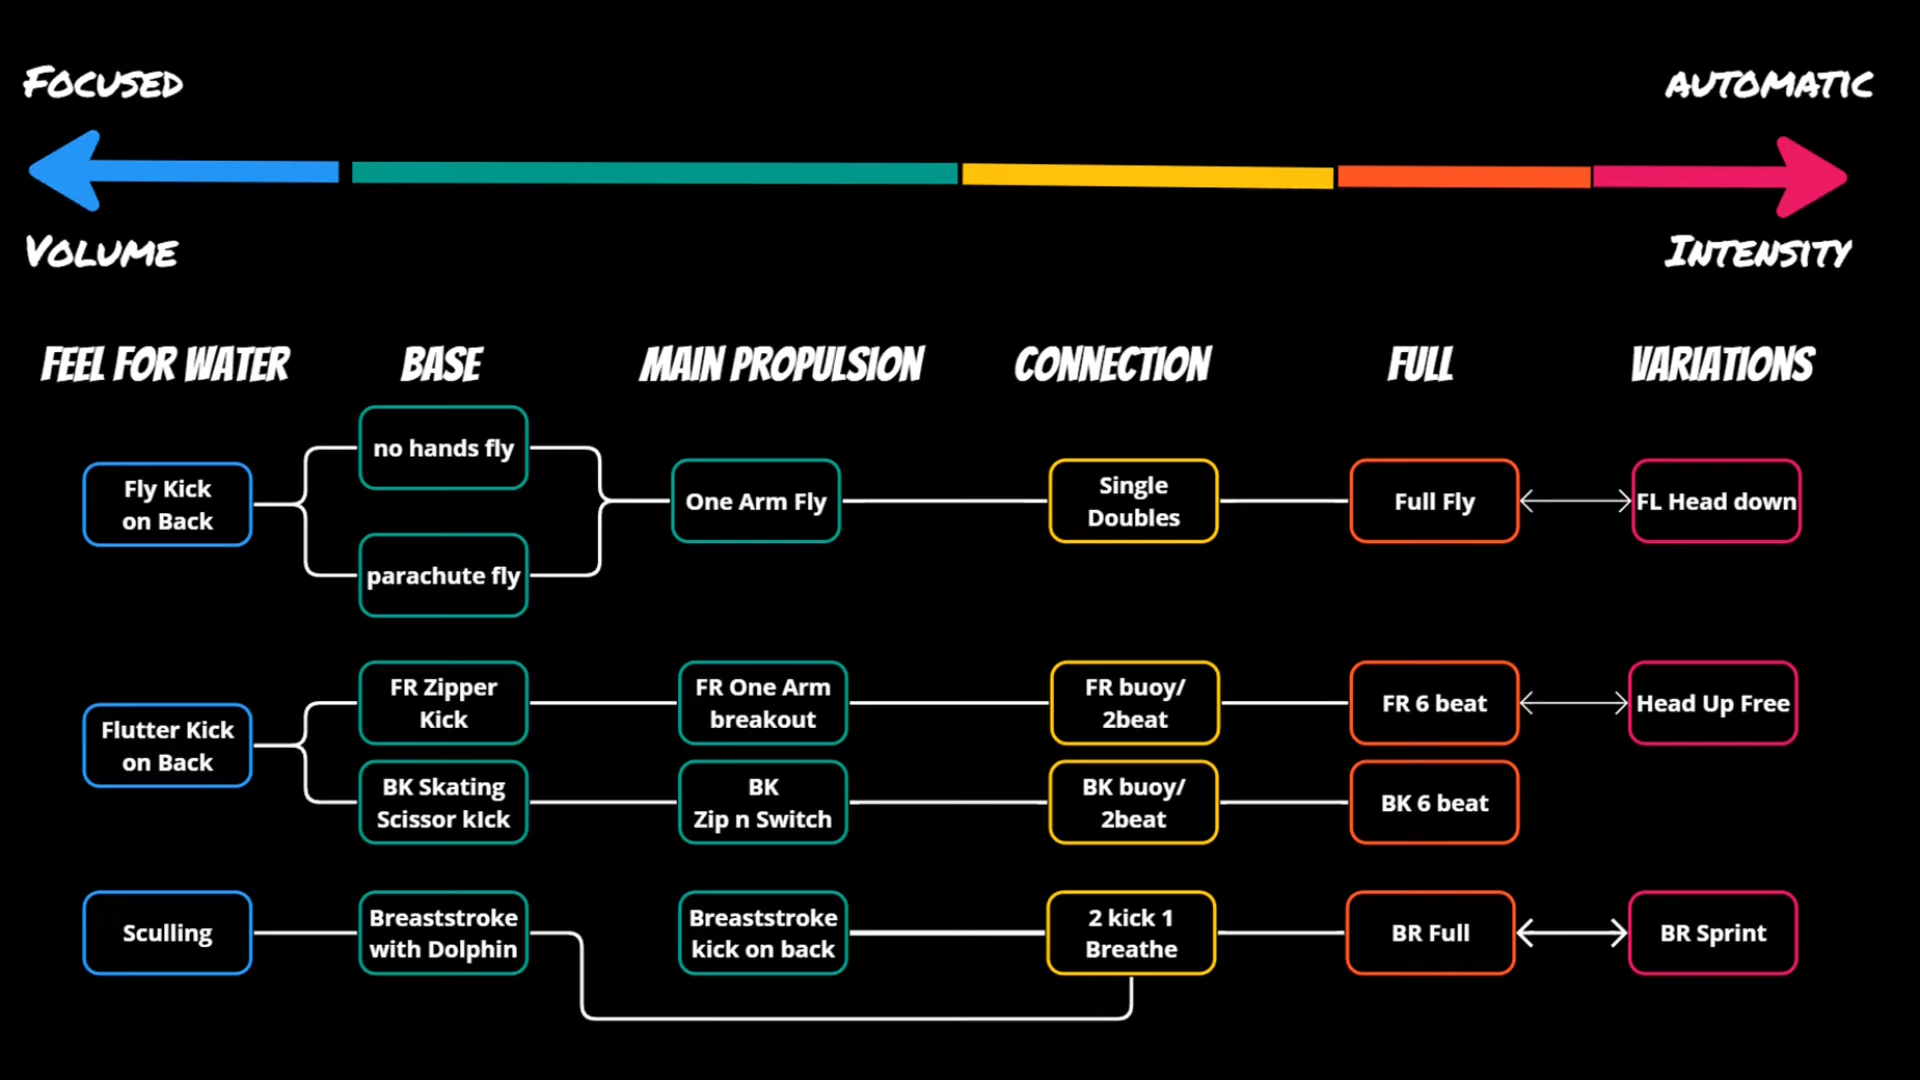 FOCUSED
AUTOMATIC
VOLUME
INTENSITY
FEEL FOR WATER
BASE
MAIN PROPULSION
CONNECTION
FULL
VARIATIONS
Fly Kick
on Back
no hands fly
parachute fly
One Arm Fly
Single
Doubles
Full Fly
FL Head down
Flutter Kick
on Back
FR Zipper
Kick
FR One Arm
breakout
FR buoy/
2beat
FR 6 beat
Head Up Free
BK Skating
Scissor kIck
BK
Zip n Switch
BK buoy/
2beat
BK 6 beat
Sculling
Breaststroke
with Dolphin
Breaststroke
kick on back
2 kick 1
Breathe
BR Full
BR Sprint